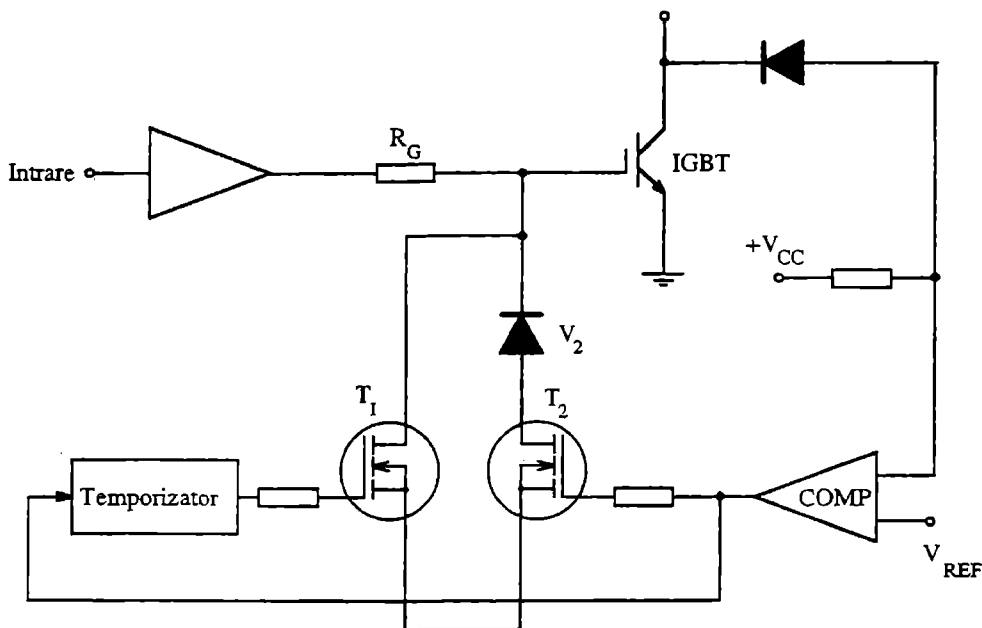 Intrare
R_G
IGBT
+V_CC
V_2
T_1
T_2
Temporizator
COMP
V_REF